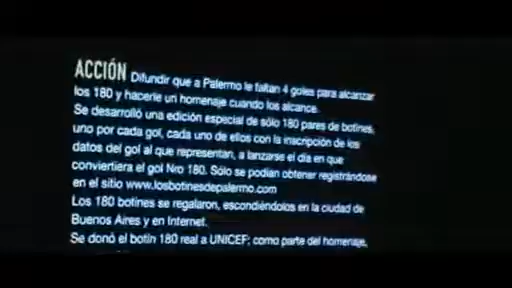 ACCIÓN Difundir que a Palermo le faltan 4 goles para alcanzar
los 180 y hacerle un homenaje cuando los alcance.
Se desarrolló una edición especial de sólo 180 pares de botines,
uno por cada gol, cada uno de ellos con la inscripción de los
datos del gol al que representan, a lanzarse el día en que
convirtiera el gol Nro 180. Sólo se podían obtener registrándose
en el sitio www.losbotinesdepalermo.com
Los 180 botines se regalaron, escondiéndolos en la ciudad de
Buenos Aires y en Internet.
Se donó el botín 180 real a UNICEF; como parte del homenaje,